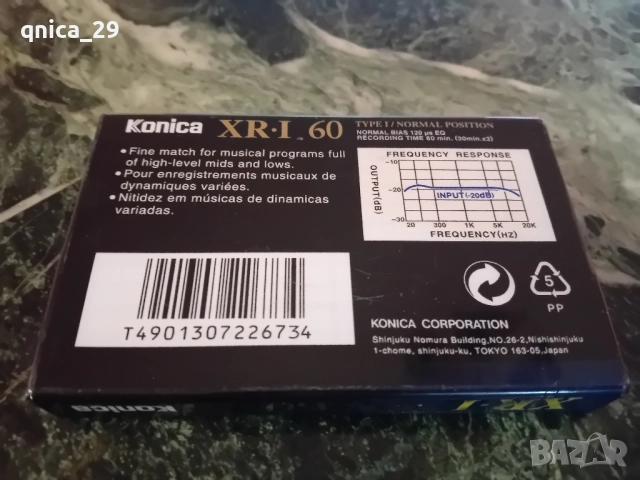 qnica_29
Konica XR·I 60
TYPE I / NORMAL POSITION
NORMAL BIAS 120 µs EQ
RECORDING TIME 60 min. (30min.x2)
• Fine match for musical programs full
of high-level mids and lows.
• Pour enregistrements musicaux de
dynamiques variées.
• Nitidez em músicas de dinamicas
variadas.
FREQUENCY RESPONSE
OUTPUT(dB)
-10
-20
-30
INPUT(-20dB)
20 300 1K 5K 20K
FREQUENCY(HZ)
T4901307226734
5
PP
KONICA CORPORATION
Shinjuku Nomura Building,NO.26-2,Nishishinjuku
1-chome, shinjuku-ku, TOKYO 163-05,Japan
Konica
XR·I
BAZAR